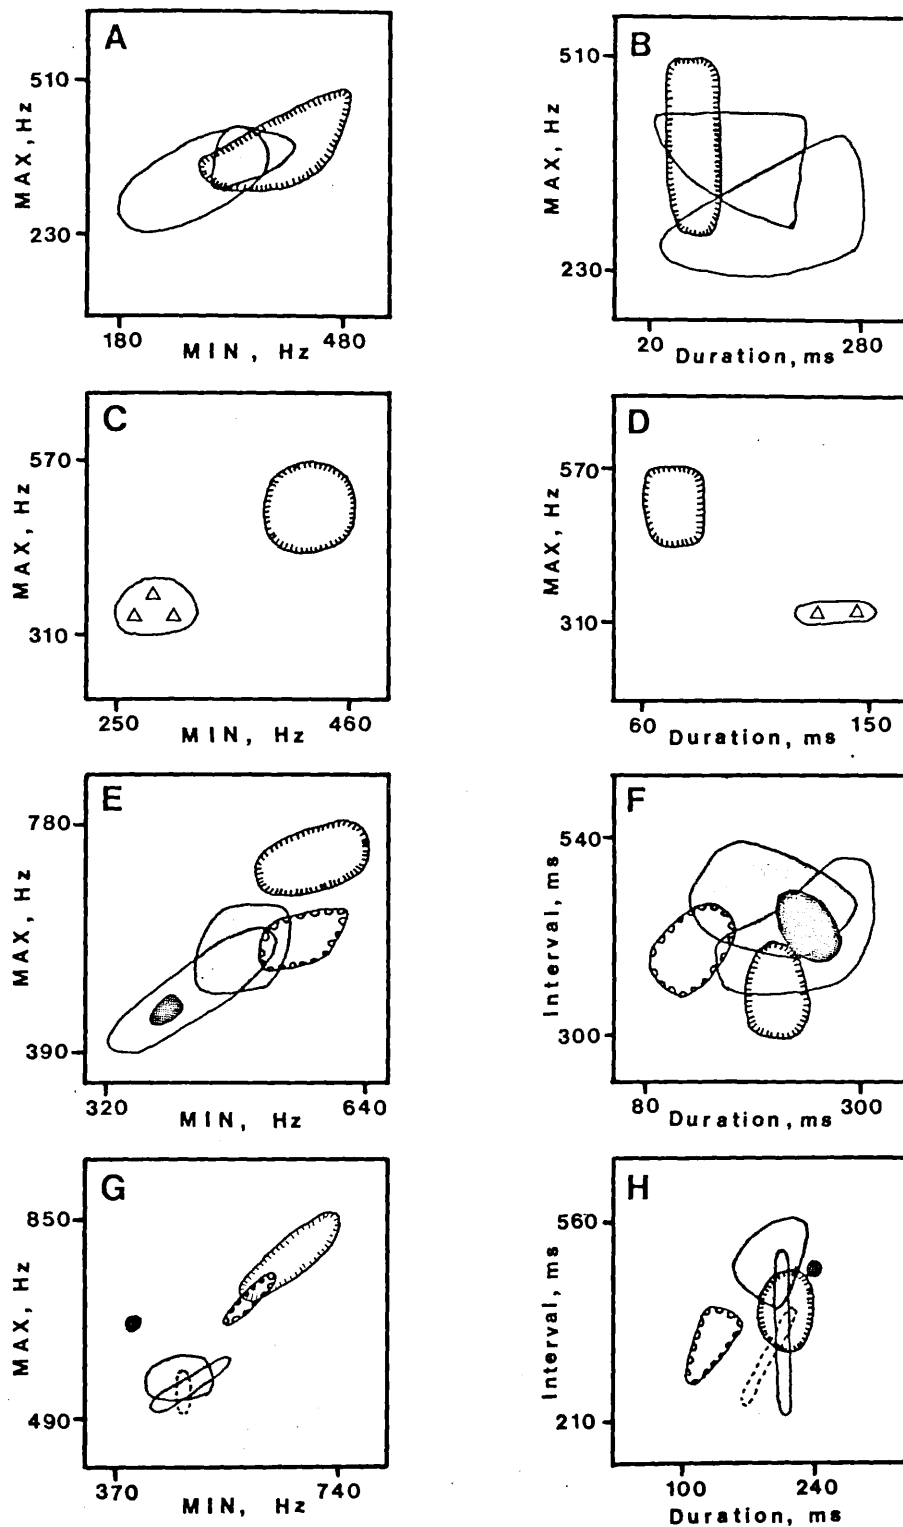 A
MAX, Hz
510
230
180
480
MIN, Hz
B
MAX, Hz
510
230
20
280
Duration, ms
C
MAX, Hz
570
310
250
460
MIN, Hz
D
MAX, Hz
570
310
60
150
Duration, ms
E
MAX, Hz
780
390
320
640
MIN, Hz
F
Interval, ms
540
300
80
300
Duration, ms
G
MAX, Hz
850
490
370
740
MIN, Hz
H
Interval, ms
560
210
100
240
Duration, ms